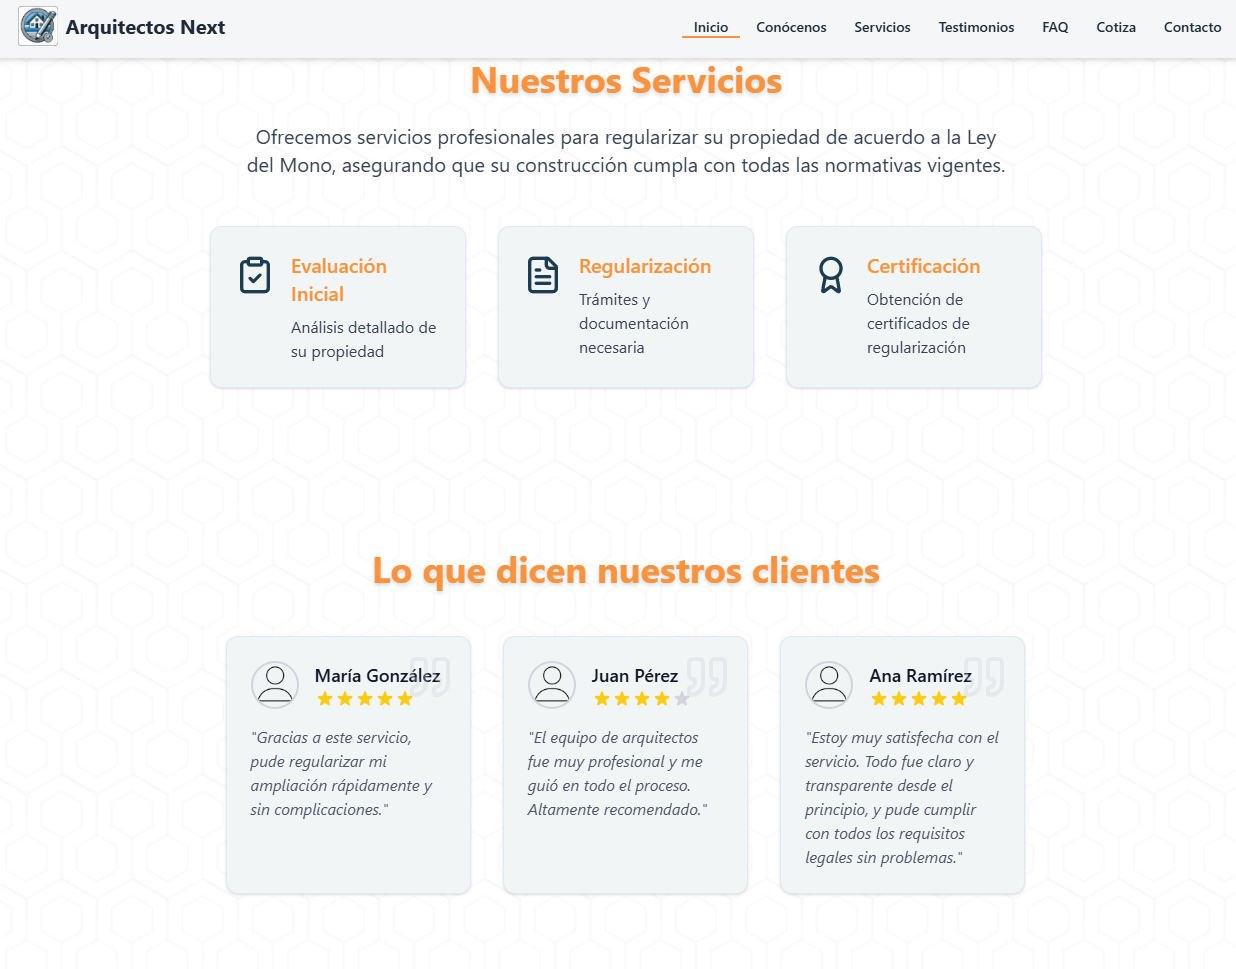 Arquitectos Next
Inicio
Conócenos
Servicios
Testimonios
FAQ
Cotiza
Contacto
Nuestros Servicios
Ofrecemos servicios profesionales para regularizar su propiedad de acuerdo a la Ley
del Mono, asegurando que su construcción cumpla con todas las normativas vigentes.
Evaluación
Inicial
Análisis detallado de
su propiedad
Regularización
Trámites y
documentación
necesaria
Certificación
Obtención de
certificados de
regularización
Lo que dicen nuestros clientes
María González
"Gracias a este servicio,
pude regularizar mi
ampliación rápidamente y
sin complicaciones."
Juan Pérez
"El equipo de arquitectos
fue muy profesional y me
guió en todo el proceso.
Altamente recomendado."
Ana Ramírez
"Estoy muy satisfecha con el
servicio. Todo fue claro y
transparente desde el
principio, y pude cumplir
con todos los requisitos
legales sin problemas."